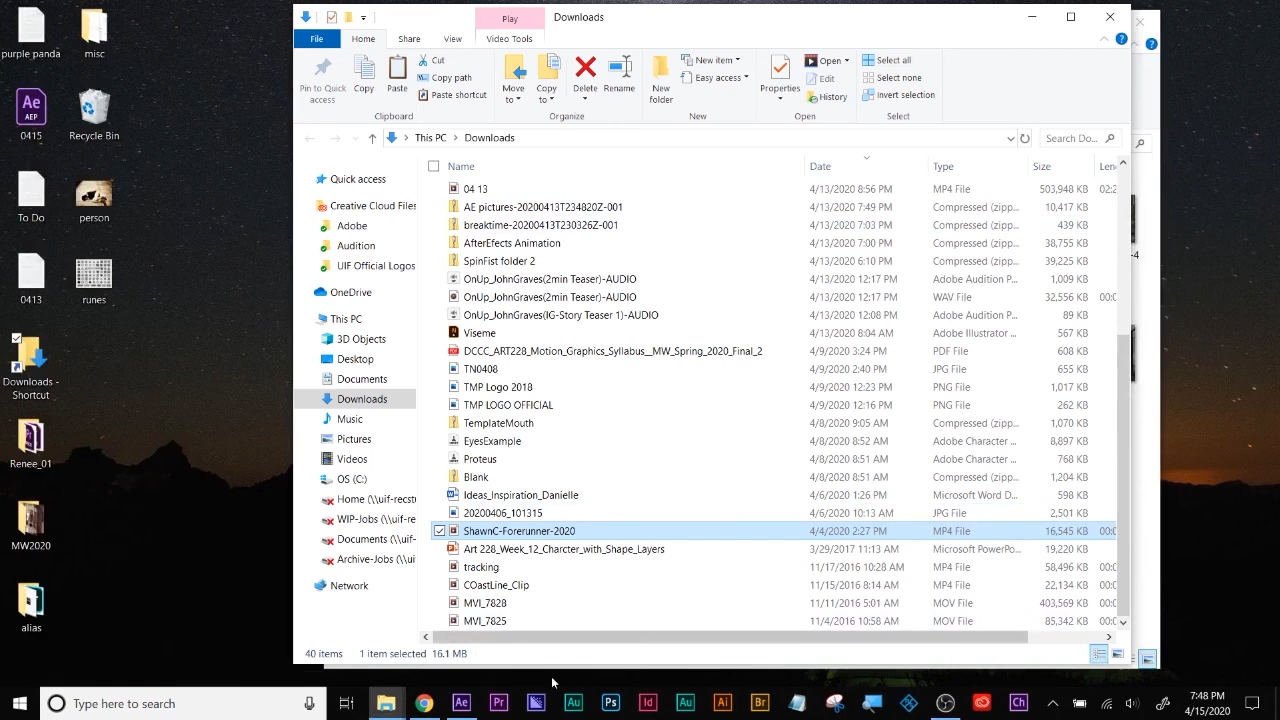 purple panda
misc
Play
Downloads
File
Home
Share
View
Video Tools
Pin to Quick access
Copy
Paste
Cut
Copy path
Paste shortcut
Move to
Copy to
Delete
Rename
New folder
New item
Easy access
Properties
Open
Edit
History
Select all
Select none
Invert selection
Clipboard
Organize
New
Open
Select
AEP
0415
Recycle Bin
This PC
Downloads
Search Do...
Name
Date
Type
Size
Len
To Do
person
0413
runes
Downloads - Shortcut
Renee_01
MW2020
alias
Quick access
Creative Cloud Files
Adobe
Audition
UIF Official Logos
OneDrive
This PC
3D Objects
Desktop
Documents
Downloads
Music
Pictures
Videos
OS (C:)
Home (\\uif-recst
WIP-Jobs (\\uif-re
Documents (\\uif-
Archive-Jobs (\\ui
Network
04 13 4/13/2020 8:56 PM MP4 File 503,948 KB 02:2
AE pictures-20200413T234820Z-001 4/13/2020 7:49 PM Compressed (zipp... 10,417 KB
breaktime-20200413T230326Z-001 4/13/2020 7:03 PM Compressed (zipp... 439 KB
AfterEffects Animation 4/13/2020 7:00 PM Compressed (zipp... 38,755 KB
SpinFist folder 2 4/13/2020 6:10 PM Compressed (zipp... 39,225 KB
OnUp_JohnGraves(2min Teaser)-AUDIO 4/13/2020 12:17 PM Adobe Audition P... 1,009 KB
OnUp_JohnGraves(2min Teaser)-AUDIO 4/13/2020 12:17 PM WAV File 32,556 KB 00:0
OnUp_JohnGraves(IG-Story Teaser 1)-AUDIO 4/13/2020 12:08 PM Adobe Audition P... 89 KB
Viseme 4/13/2020 8:04 AM Adobe Illustrator ... 567 KB
DCCC_ART228_Motion_Graphics_Syllabus__MW_Spring_2020_Final_2 4/9/2020 3:24 PM PDF File 608 KB
TN0408 4/9/2020 2:40 PM JPG File 655 KB
TMP Logo 2018 4/9/2020 12:23 PM PNG File 1,017 KB
TMP LOGO OFFICIAL 4/9/2020 12:16 PM PNG File 262 KB
TemplateMouth 4/8/2020 9:05 AM Compressed (zipp... 1,070 KB
EyesExample 4/8/2020 8:52 AM Adobe Character ... 8,897 KB
Proteus 4/8/2020 8:51 AM Adobe Character ... 768 KB
Blank 4/8/2020 8:51 AM Compressed (zipp... 1,204 KB
Ideas_Inspiration_Danielle 4/6/2020 1:26 PM Microsoft Word D... 598 KB
20200406_101315 4/6/2020 10:13 AM JPG File 2,501 KB
ShawnC-Forerunner-2020 4/4/2020 2:27 PM MP4 File 16,545 KB 00:0
Art 228_Week_12_Charcter_with_Shape_Layers 3/29/2017 11:13 AM Microsoft PowerPo... 19,220 KB
tracking 11/17/2016 10:28 AM MP4 File 58,496 KB 00:0
COastLine_Clip 11/15/2016 8:14 AM MP4 File 22,134 KB 00:0
MVI_7828 11/11/2016 5:01 AM MOV File 403,569 KB 00:0
MVI_7825 11/4/2016 10:58 AM MOV File 85,342 KB 00:0
-4
40 items 1 item selected 16.1 MB
Type here to search
Ae
Pr
Au
Ps
Id
Au
Ai
Br
Ch
7:48 PM
4/15/2020